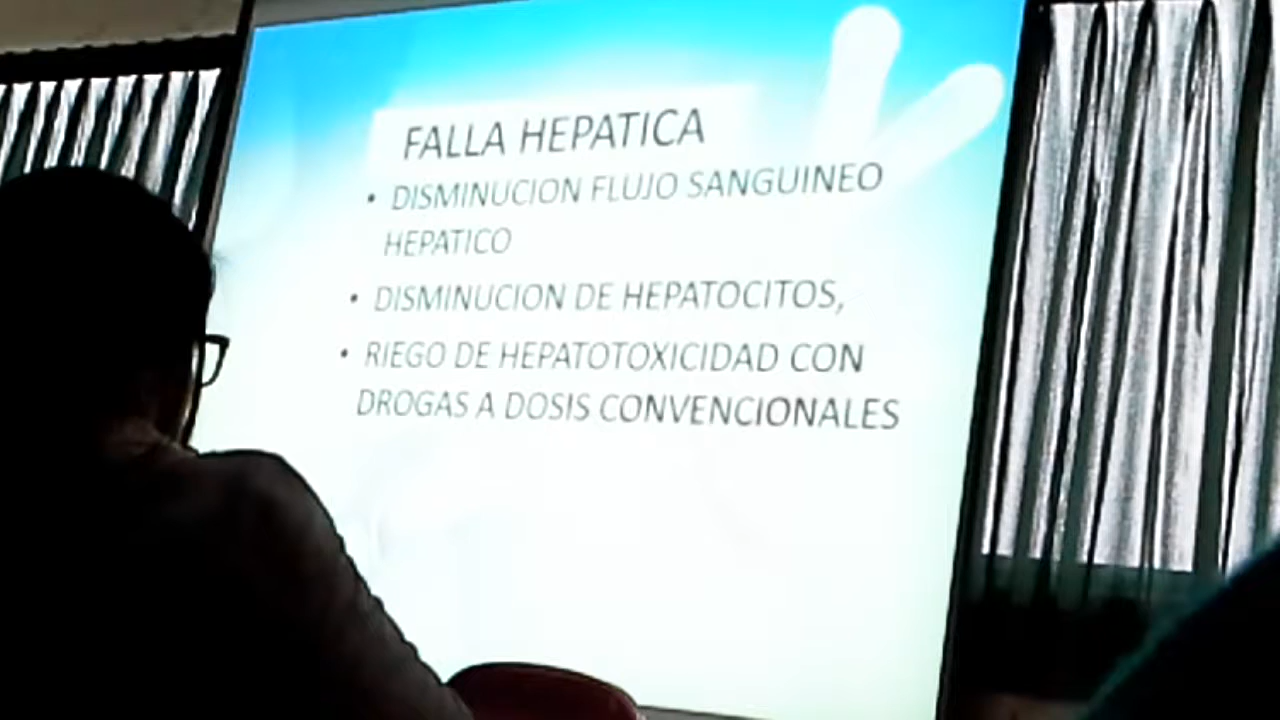 FALLA HEPATICA
• DISMINUCION FLUJO SANGUINEO
HEPATICO
• DISMINUCION DE HEPATOCITOS,
• RIEGO DE HEPATOTOXICIDAD CON
DROGAS A DOSIS CONVENCIONALES